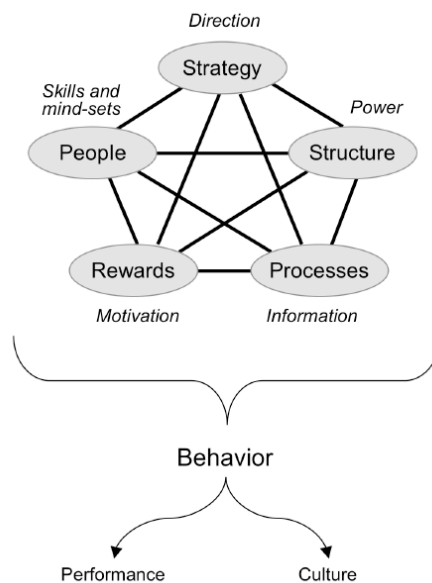 Direction
Strategy
Skills and
mind-sets
Power
People
Structure
Rewards
Processes
Motivation
Information
Behavior
Performance
Culture